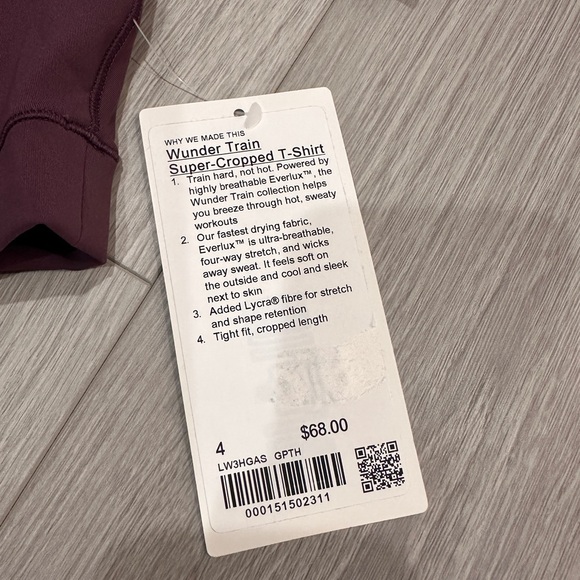 WHY WE MADE THIS
Wunder Train
Super-Cropped T-Shirt
1. Train hard, not hot. Powered by
highly breathable Everlux™, the
Wunder Train collection helps
you breeze through hot, sweaty
workouts
2. Our fastest drying fabric,
Everlux™ is ultra-breathable,
four-way stretch, and wicks
away sweat. It feels soft on
the outside and cool and sleek
next to skin
3. Added Lycra® fibre for stretch
and shape retention
4. Tight fit, cropped length
4 $68.00
LW3HGAS GPTH
000151502311